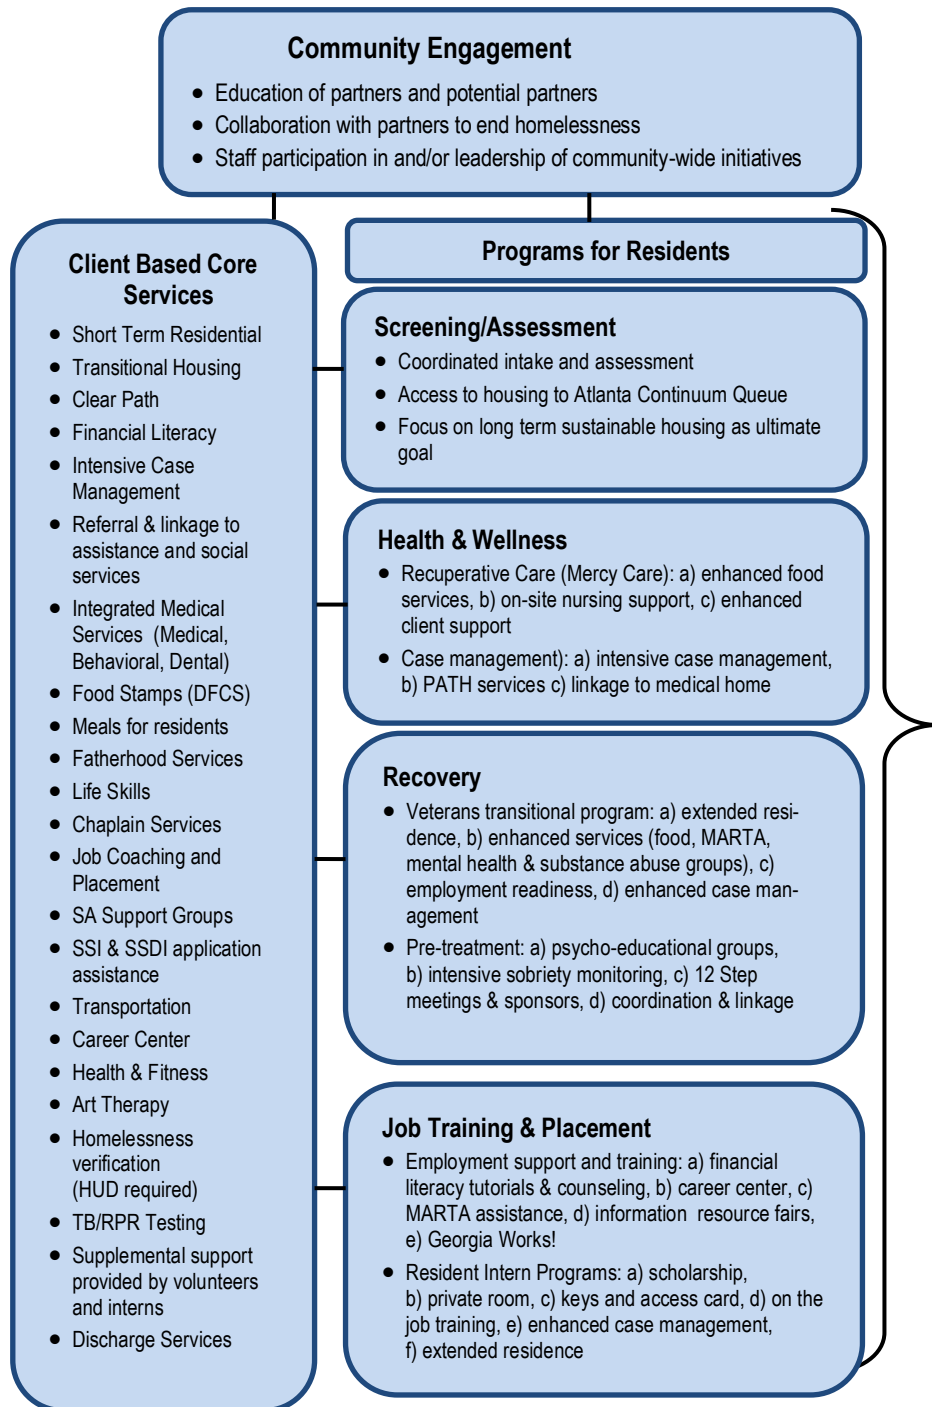 Community Engagement
• Education of partners and potential partners
• Collaboration with partners to end homelessness
• Staff participation in and/or leadership of community-wide initiatives
Client Based Core
Services
• Short Term Residential
• Transitional Housing
• Clear Path
• Financial Literacy
• Intensive Case
Management
• Referral & linkage to
assistance and social
services
• Integrated Medical
Services (Medical,
Behavioral, Dental)
• Food Stamps (DFCS)
• Meals for residents
• Fatherhood Services
• Life Skills
• Chaplain Services
• Job Coaching and
Placement
• SA Support Groups
• SSI & SSDI application
assistance
• Transportation
• Career Center
• Health & Fitness
• Art Therapy
• Homelessness
verification
(HUD required)
• TB/RPR Testing
• Supplemental support
provided by volunteers
and interns
• Discharge Services
Programs for Residents
Screening/Assessment
• Coordinated intake and assessment
• Access to housing to Atlanta Continuum Queue
• Focus on long term sustainable housing as ultimate
goal
Health & Wellness
• Recuperative Care (Mercy Care): a) enhanced food
services, b) on-site nursing support, c) enhanced
client support
• Case management): a) intensive case management,
b) PATH services c) linkage to medical home
Recovery
• Veterans transitional program: a) extended resi-
dence, b) enhanced services (food, MARTA,
mental health & substance abuse groups), c)
employment readiness, d) enhanced case man-
agement
• Pre-treatment: a) psycho-educational groups,
b) intensive sobriety monitoring, c) 12 Step
meetings & sponsors, d) coordination & linkage
Job Training & Placement
• Employment support and training: a) financial
literacy tutorials & counseling, b) career center, c)
MARTA assistance, d) information resource fairs,
e) Georgia Works!
• Resident Intern Programs: a) scholarship,
b) private room, c) keys and access card, d) on the
job training, e) enhanced case management,
f) extended residence